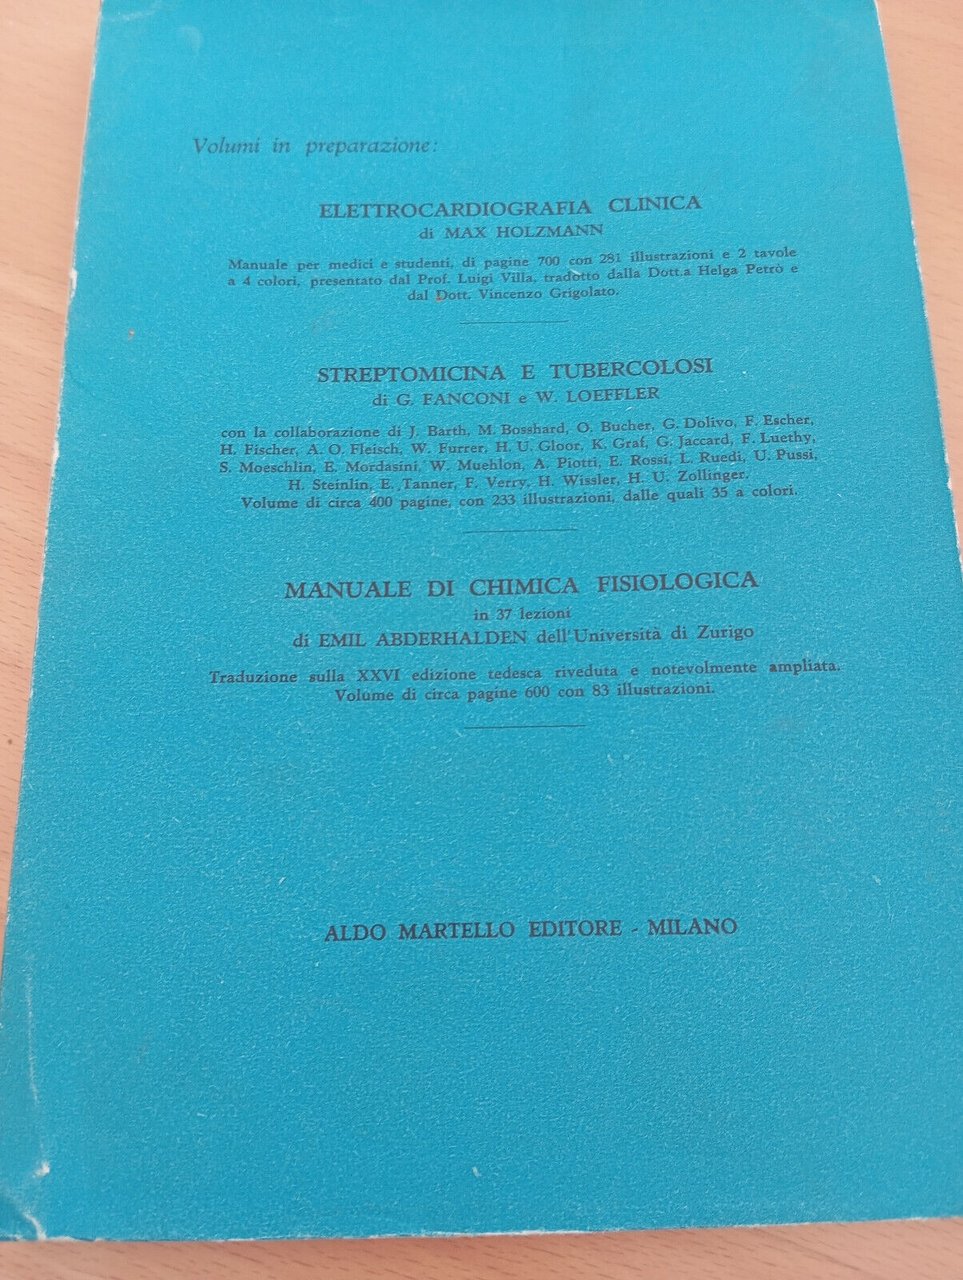 Volumi in preparazione:
ELETTROCARDIOGRAFIA CLINICA
di MAX HOLZMANN
Manuale per medici e studenti, di pagine 700 con 281 illustrazioni e 2 tavole
a 4 colori, presentato dal Prof. Luigi Villa, tradotto dalla Dott.a Helga Petrò e
dal Dott. Vincenzo Grigolato.
STREPTOMICINA E TUBERCOLOSI
di G. FANCONI e W. LOEFFLER
con la collaborazione di J. Barth, M. Bosshard, O. Bucher, G. Dolivo, F. Escher,
H. Fischer, A. O. Fleisch, W. Furrer, H. U. Gloor, K. Graf, G. Jaccard, F. Luethy,
S. Moeschlin, E. Mordasini, W. Muehlon, A. Piotti, E. Rossi, L. Ruedi, U. Pussi,
H. Steinlin, E. Tanner, F. Verry, H. Wissler, H. U. Zollinger.
Volume di circa 400 pagine, con 233 illustrazioni, dalle quali 35 a colori.
MANUALE DI CHIMICA FISIOLOGICA
in 37 lezioni
di EMIL ABDERHALDEN dell'Università di Zurigo
Traduzione sulla XXVI edizione tedesca riveduta e notevolmente ampliata.
Volume di circa pagine 600 con 83 illustrazioni.
ALDO MARTELLO EDITORE - MILANO